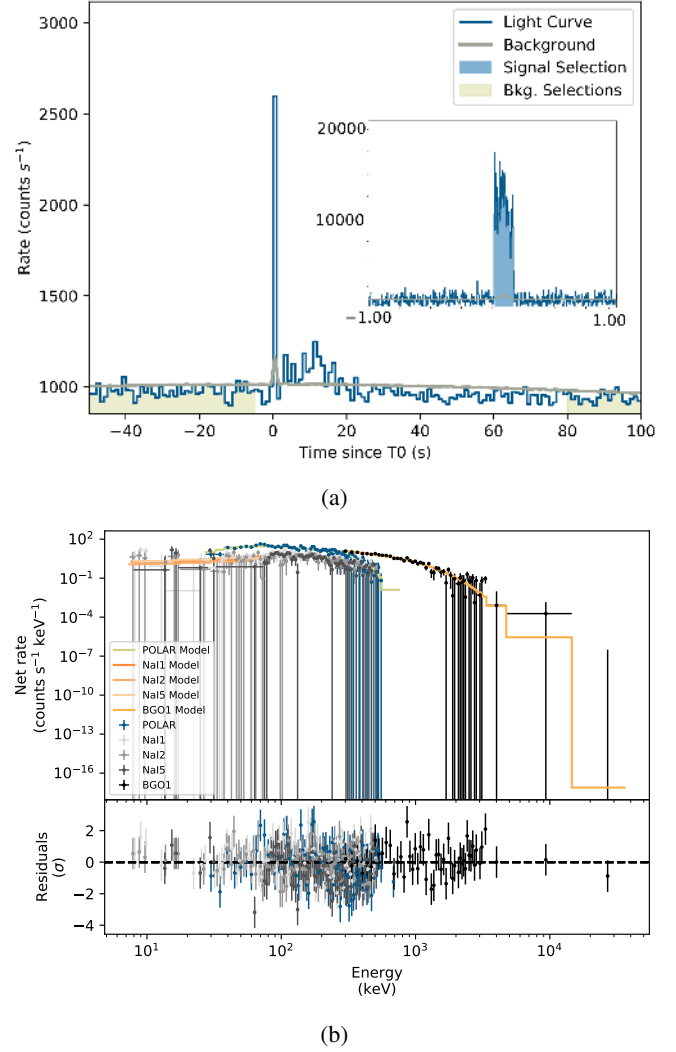 3000
2500
2000
1500
1000
Rate (counts s⁻¹)
Light Curve
Background
Signal Selection
Bkg. Selections
20000
10000
−1.00
1.00
−40
−20
0
20
40
60
80
100
Time since T0 (s)
(a)
10²
10⁻¹
10⁻⁴
10⁻⁷
10⁻¹⁰
10⁻¹³
10⁻¹⁶
Net rate
(counts s⁻¹ keV⁻¹)
POLAR Model
NaI1 Model
NaI2 Model
NaI5 Model
BGO1 Model
POLAR
NaI1
NaI2
NaI5
BGO1
2
0
−2
−4
Residuals
(σ)
10¹
10²
10³
10⁴
Energy
(keV)
(b)